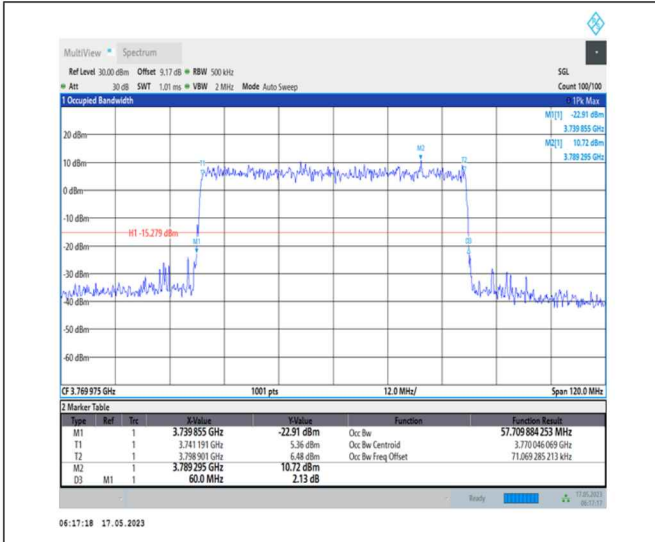 MultiView Spectrum
Ref Level 30.00 dBm Offset 9.17 dB RBW 500 kHz SGL
Att 30 dB SWT 1.01 ms VBW 2 MHz Mode Auto Sweep Count 100/100
1 Occupied Bandwidth 1Pk Max
M1[1] -22.91 dBm
3.739 855 GHz
M2[1] 10.72 dBm
3.789 295 GHz
20 dBm
M2
10 dBm
T1 T2
0 dBm
-10 dBm
H1 -15.279 dBm
M1 D3
-20 dBm
-30 dBm
-40 dBm
-50 dBm
-60 dBm
CF 3.769 975 GHz 1001 pts 12.0 MHz/ Span 120.0 MHz
2 Marker Table
Type Ref Trc X-Value Y-Value Function Function Result
M1 1 3.739 855 GHz -22.91 dBm Occ Bw 57.709 884 253 MHz
T1 1 3.741 191 GHz 5.36 dBm Occ Bw Centroid 3.770 046 069 GHz
T2 1 3.798 901 GHz 6.48 dBm Occ Bw Freq Offset 71.069 285 213 kHz
M2 1 3.789 295 GHz 10.72 dBm
D3 M1 1 60.0 MHz 2.13 dB
Ready 17.05.2023
06:17:17
06:17:18 17.05.2023